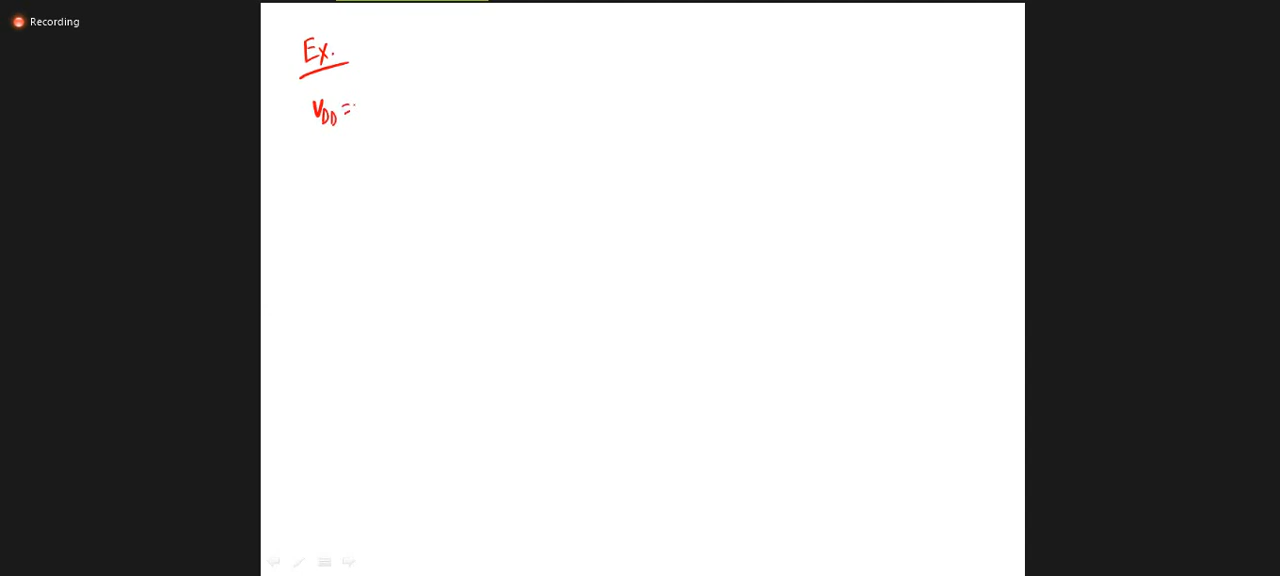 Recording
Ex.
VDD =